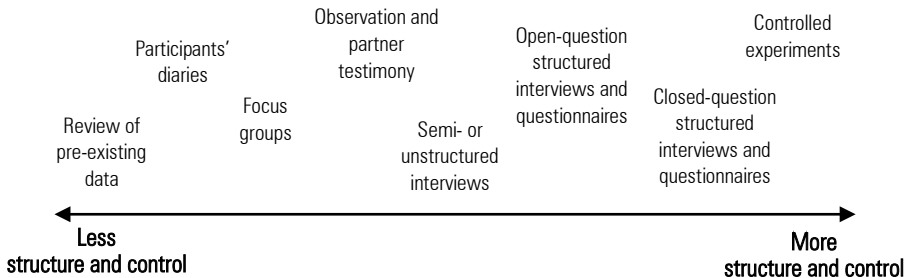 Review of
pre-existing
data
Participants’
diaries
Focus
groups
Observation and
partner
testimony
Semi- or
unstructured
interviews
Open-question
structured
interviews and
questionnaires
Closed-question
structured
interviews and
questionnaires
Controlled
experiments
Less
structure and control
More
structure and control